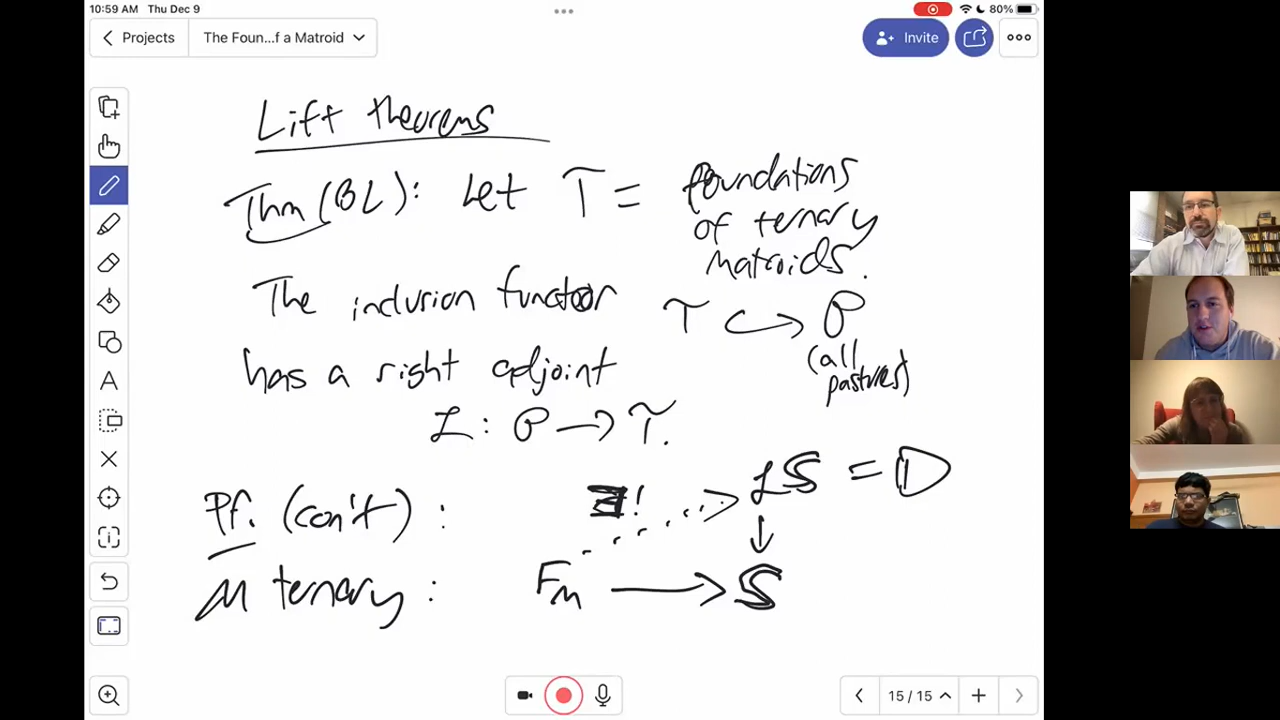 10:59 AM Thu Dec 9
80%
Projects
The Foun...f a Matroid
Invite
Lift theorems
Thm (BL): Let T = foundations
of ternary
matroids.
The inclusion functor T ↪ P
(all
pastures)
has a right adjoint
L : P → T.
Pf. (con't) : ∃! LS = D
↓
M ternary : F_M → S
A
15 / 15